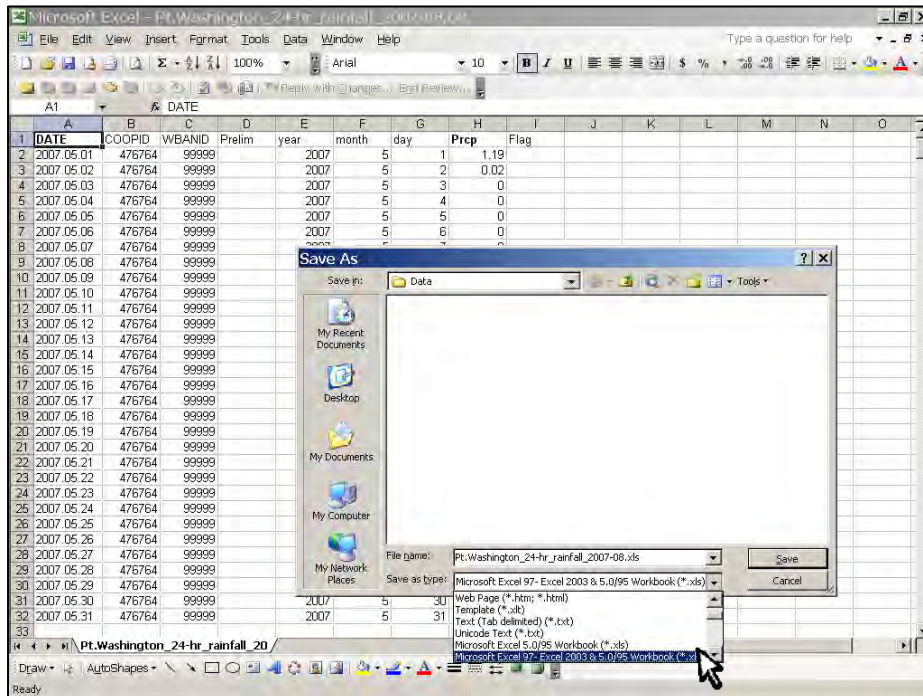 Microsoft Excel - Pt.Washington_24-hr_rainfall_2007-08.
File Edit View Insert Format Tools Data Window Help Type a question for help
100% Arial 10 B I U $ %
Reply with Changes... End Review...
A1 fx DATE
A B C D E F G H I J K L M N O
1 DATE COOPID WBANID Prelim year month day Prcp Flag
2 2007.05.01 476764 99999 2007 5 1 1.19
3 2007.05.02 476764 99999 2007 5 2 0.02
4 2007.05.03 476764 99999 2007 5 3 0
5 2007.05.04 476764 99999 2007 5 4 0
6 2007.05.05 476764 99999 2007 5 5 0
7 2007.05.06 476764 99999 2007 5 6 0
8 2007.05.07 476764 99999
9 2007.05.08 476764 99999
10 2007.05.09 476764 99999
11 2007.05.10 476764 99999
12 2007.05.11 476764 99999
13 2007.05.12 476764 99999
14 2007.05.13 476764 99999
15 2007.05.14 476764 99999
16 2007.05.15 476764 99999
17 2007.05.16 476764 99999
18 2007.05.17 476764 99999
19 2007.05.18 476764 99999
20 2007.05.19 476764 99999
21 2007.05.20 476764 99999
22 2007.05.21 476764 99999
23 2007.05.22 476764 99999
24 2007.05.23 476764 99999
25 2007.05.24 476764 99999
26 2007.05.25 476764 99999
27 2007.05.26 476764 99999
28 2007.05.27 476764 99999
29 2007.05.28 476764 99999
30 2007.05.29 476764 99999
31 2007.05.30 476764 99999 2007 5 30
32 2007.05.31 476764 99999 2007 5 31
33
Save As
Save in: Data Tools
My Recent Documents
Desktop
My Documents
My Computer
My Network Places
File name: Pt.Washington_24-hr_rainfall_2007-08.xls Save
Save as type: Microsoft Excel 97- Excel 2003 & 5.0/95 Workbook (*.xls) Cancel
Web Page (*.htm; *.html)
Template (*.xlt)
Text (Tab delimited) (*.txt)
Unicode Text (*.txt)
Microsoft Excel 5.0/95 Workbook (*.xls)
Microsoft Excel 97- Excel 2003 & 5.0/95 Workbook (*.xl
Pt.Washington_24-hr_rainfall_20
Draw AutoShapes
Ready